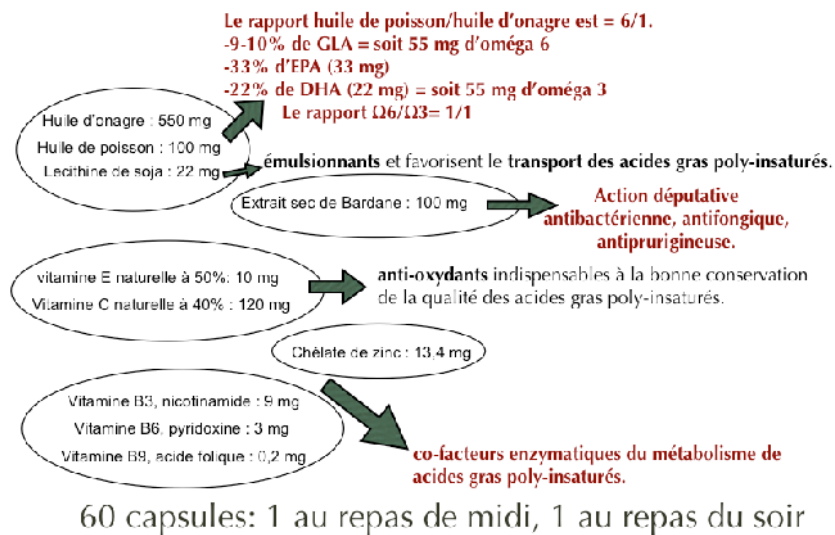 Le rapport huile de poisson/huile d'onagre est = 6/1.
-9-10% de GLA = soit 55 mg d'oméga 6
-33% d'EPA (33 mg)
-22% de DHA (22 mg) = soit 55 mg d'oméga 3
Le rapport Ω6/Ω3= 1/1
Huile d'onagre : 550 mg
Huile de poisson : 100 mg
Lecithine de soja : 22 mg
émulsionnants et favorisent le transport des acides gras poly-insaturés.
Extrait sec de Bardane : 100 mg
Action députative
antibactérienne, antifongique,
antiprurigineuse.
vitamine E naturelle à 50%: 10 mg
Vitamine C naturelle à 40% : 120 mg
anti-oxydants indispensables à la bonne conservation
de la qualité des acides gras poly-insaturés.
Chélate de zinc : 13,4 mg
Vitamine B3, nicotinamide : 9 mg
Vitamine B6, pyridoxine : 3 mg
Vitamine B9, acide folique : 0,2 mg
co-facteurs enzymatiques du métabolisme de
acides gras poly-insaturés.
60 capsules: 1 au repas de midi, 1 au repas du soir